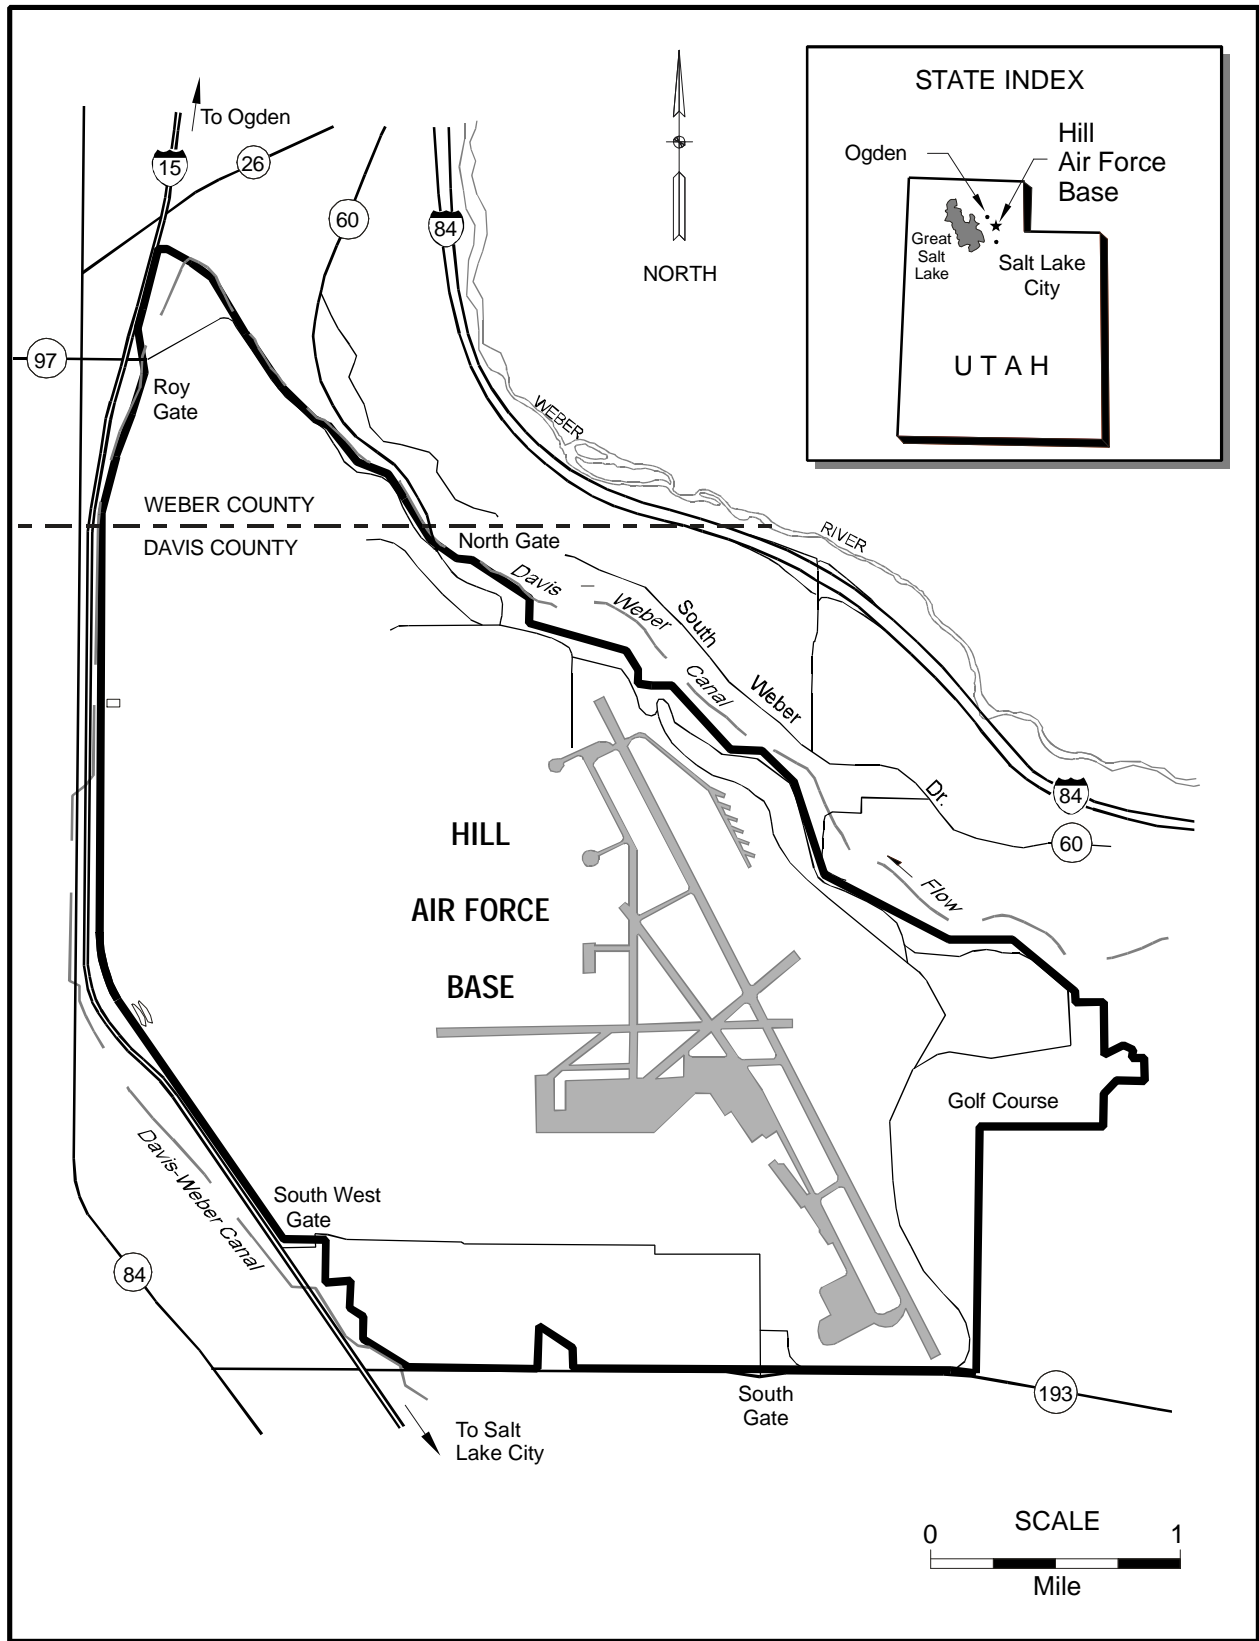 STATE INDEX
Hill
Air Force
Base
Ogden
Great
Salt
Lake
Salt Lake
City
UTAH
To Ogden
15
26
60
84
NORTH
97
Roy
Gate
WEBER
RIVER
WEBER COUNTY
DAVIS COUNTY
North Gate
Davis
Weber
Canal
South
Weber
Dr.
84
60
Flow
HILL
AIR FORCE
BASE
Golf Course
Davis-Weber Canal
South West
Gate
84
South
Gate
193
To Salt
Lake City
SCALE
0
1
Mile